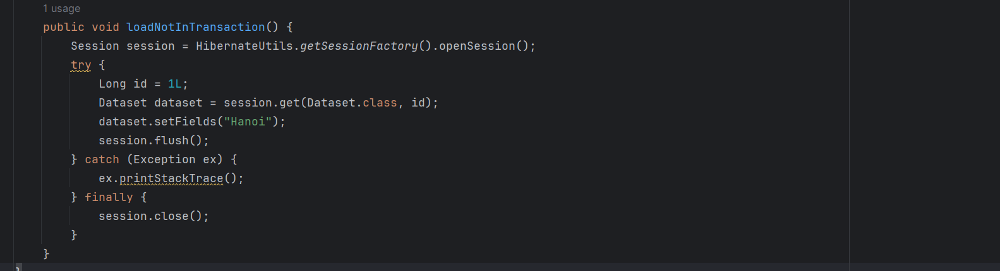 1 usage
public void loadNotInTransaction() {
Session session = HibernateUtils.getSessionFactory().openSession();
try {
Long id = 1L;
Dataset dataset = session.get(Dataset.class, id);
dataset.setFields("Hanoi");
session.flush();
} catch (Exception ex) {
ex.printStackTrace();
} finally {
session.close();
}
}
}